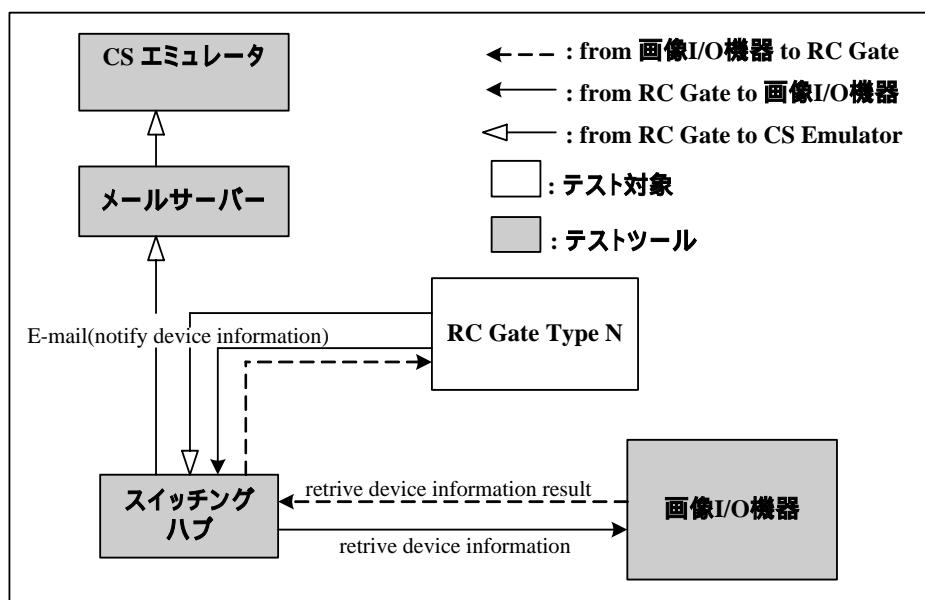 CS エミュレータ
: from 画像I/O機器 to RC Gate
: from RC Gate to 画像I/O機器
: from RC Gate to CS Emulator
メールサーバー
: テスト対象
: テストツール
E-mail(notify device information)
RC Gate Type N
スイッチング
ハブ
retrive device information result
retrive device information
画像I/O機器